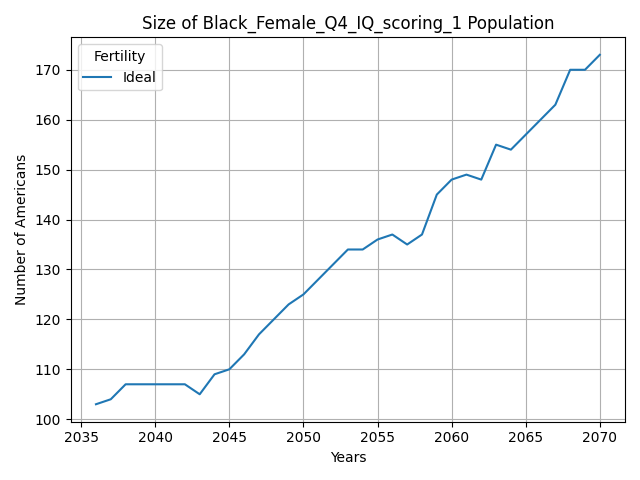 Size of Black_Female_Q4_IQ_scoring_1 Population
Fertility
Ideal
Number of Americans
170
160
150
140
130
120
110
100
2035 2040 2045 2050 2055 2060 2065 2070
Years